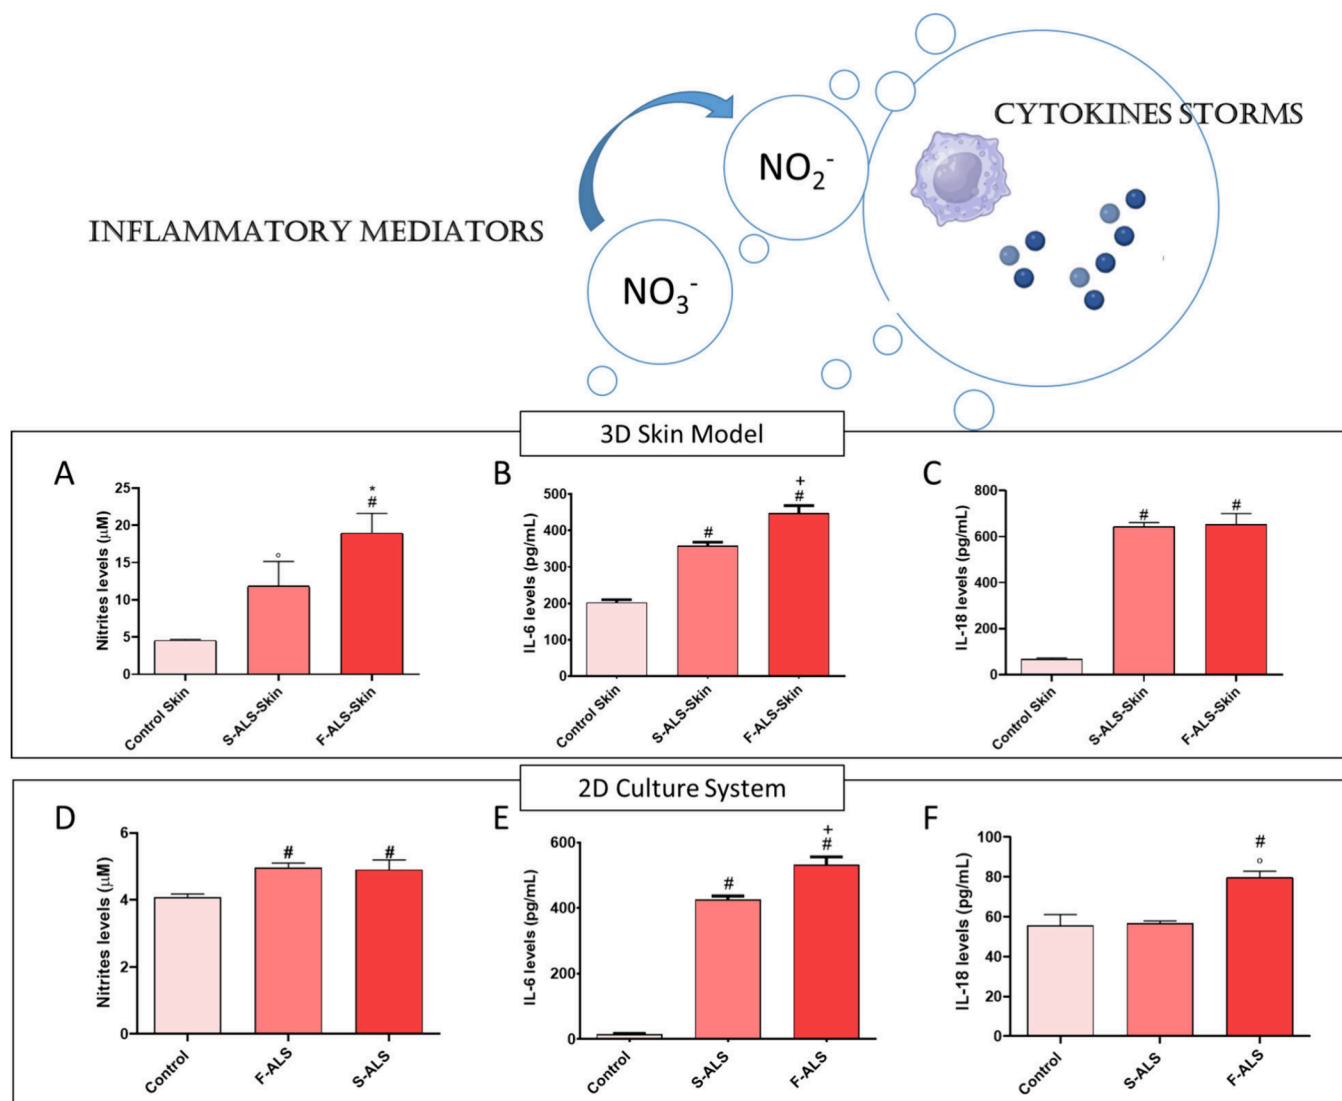 CYTOKINES STORMS
NO₂⁻
INFLAMMATORY MEDIATORS
NO₃⁻
3D Skin Model
A
Nitrites levels (µM)
25
20
15
10
5
0
°
*
#
Control Skin
S-ALS-Skin
F-ALS-Skin
B
IL-6 levels (pg/mL)
500
400
300
200
100
0
#
+
#
Control Skin
S-ALS-Skin
F-ALS-Skin
C
IL-18 levels (pg/mL)
800
600
400
200
0
#
#
Control Skin
S-ALS-Skin
F-ALS-Skin
2D Culture System
D
Nitrites levels (µM)
6
4
2
0
#
#
Control
F-ALS
S-ALS
E
IL-6 levels (pg/mL)
600
400
200
0
#
+
#
Control
S-ALS
F-ALS
F
IL-18 levels (pg/mL)
100
80
60
40
20
0
#
°
Control
S-ALS
F-ALS